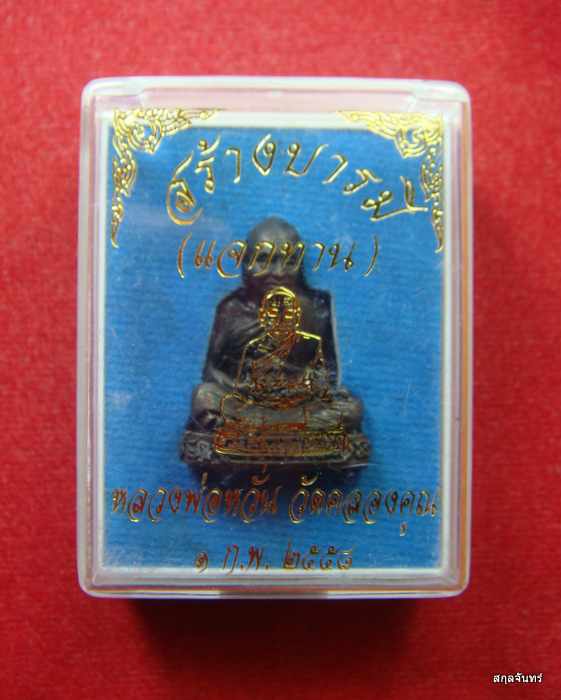 สร้างบารมี
(แจกทาน)
หลวงพ่อหวั่น วัดคลองคูณ
๑ ก.พ. ๒๕๕๘
สกุลจันทร์